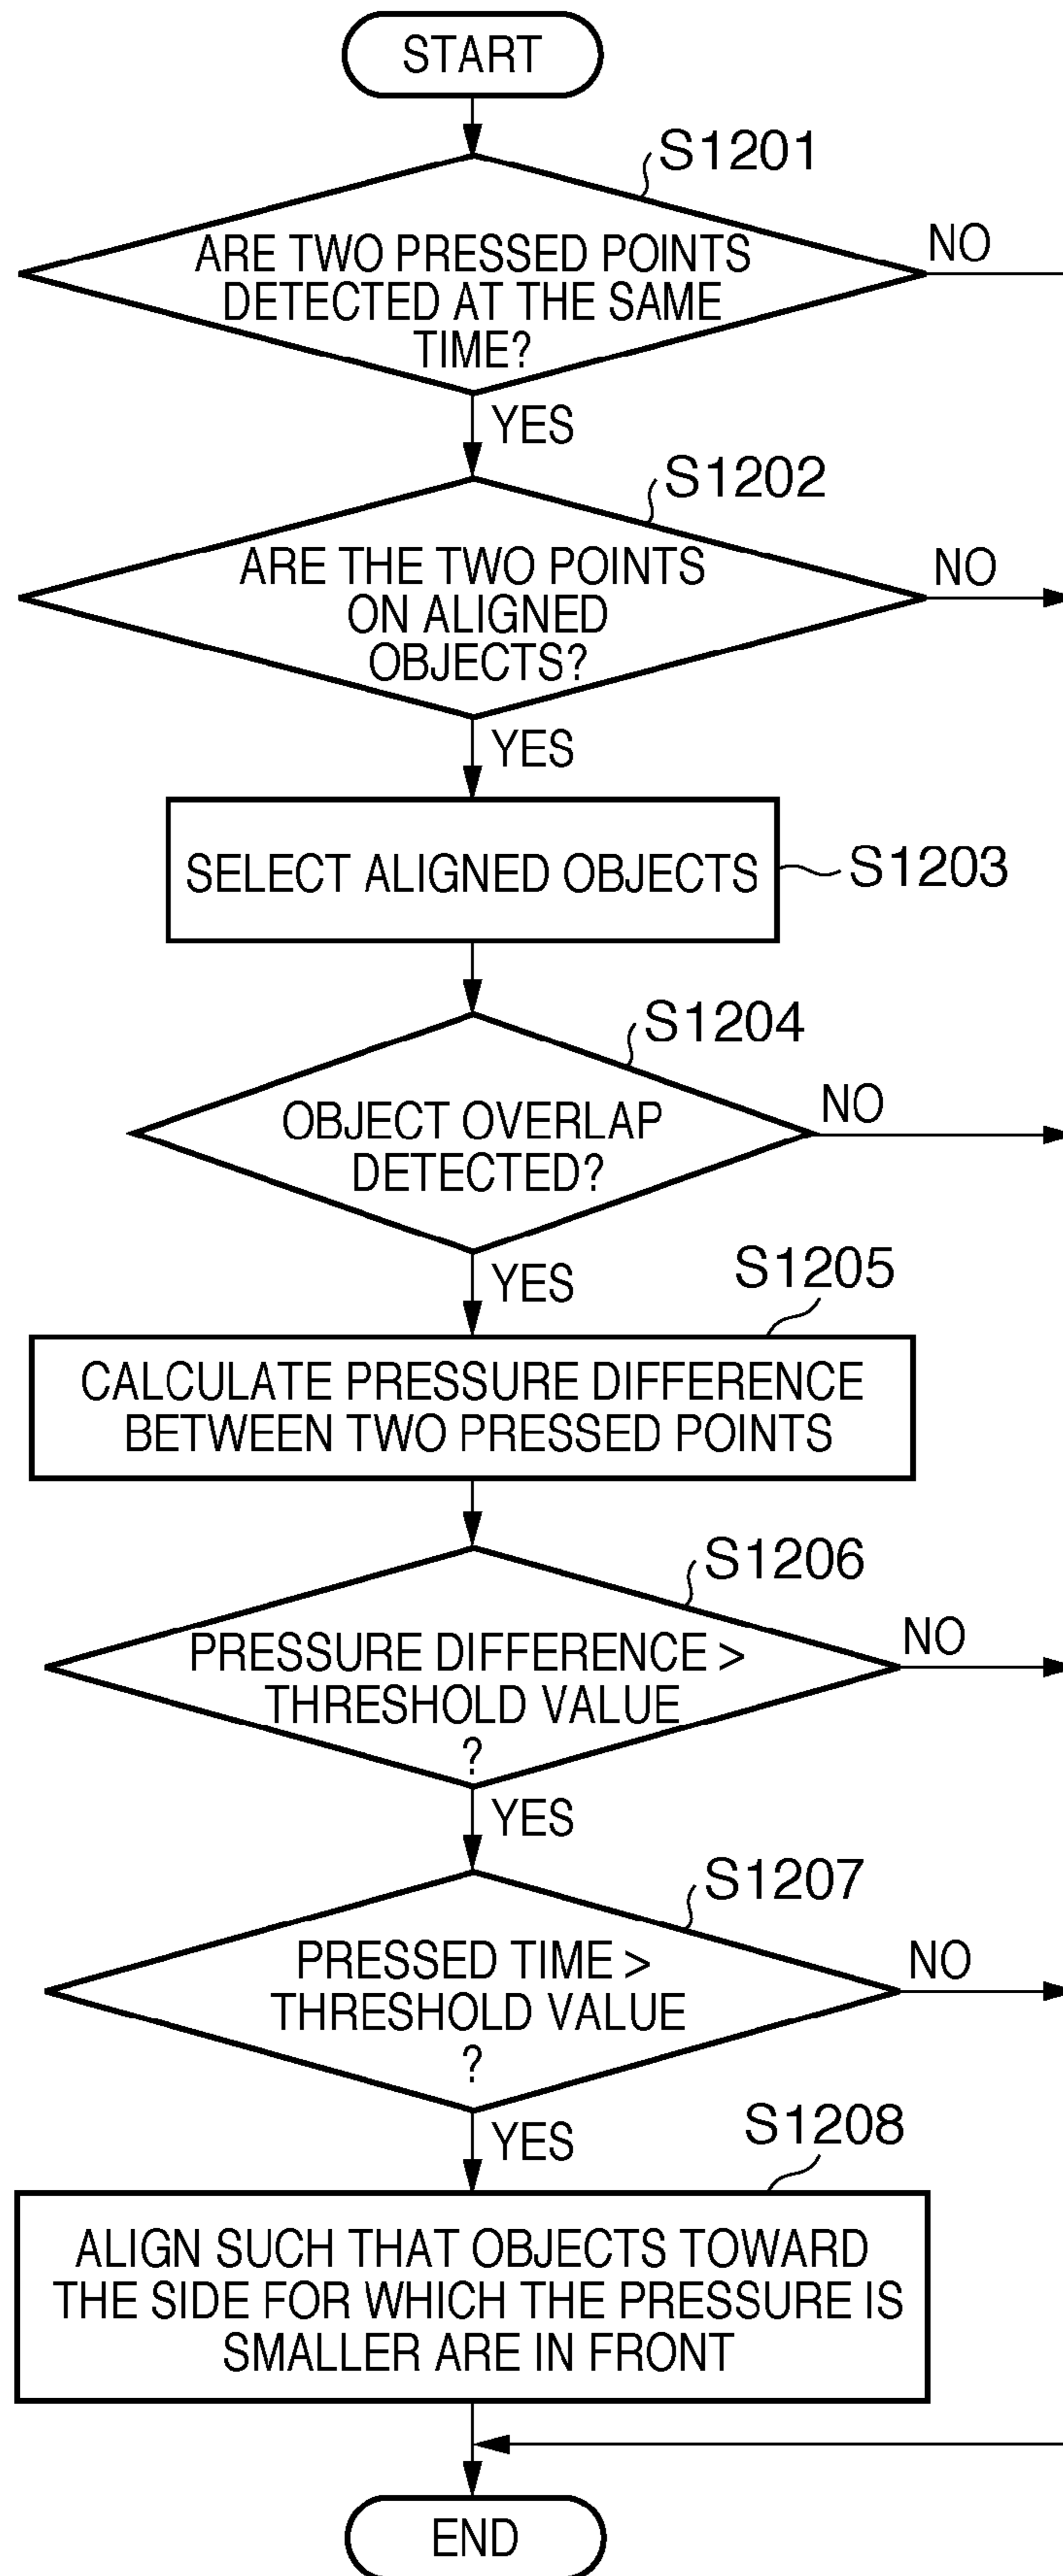 START
S1201
ARE TWO PRESSED POINTS
DETECTED AT THE SAME
TIME?
NO
YES
S1202
ARE THE TWO POINTS
ON ALIGNED
OBJECTS?
NO
YES
SELECT ALIGNED OBJECTS
S1203
S1204
OBJECT OVERLAP
DETECTED?
NO
YES
S1205
CALCULATE PRESSURE DIFFERENCE
BETWEEN TWO PRESSED POINTS
S1206
PRESSURE DIFFERENCE >
THRESHOLD VALUE
?
NO
YES
S1207
PRESSED TIME >
THRESHOLD VALUE
?
NO
YES
S1208
ALIGN SUCH THAT OBJECTS TOWARD
THE SIDE FOR WHICH THE PRESSURE IS
SMALLER ARE IN FRONT
END